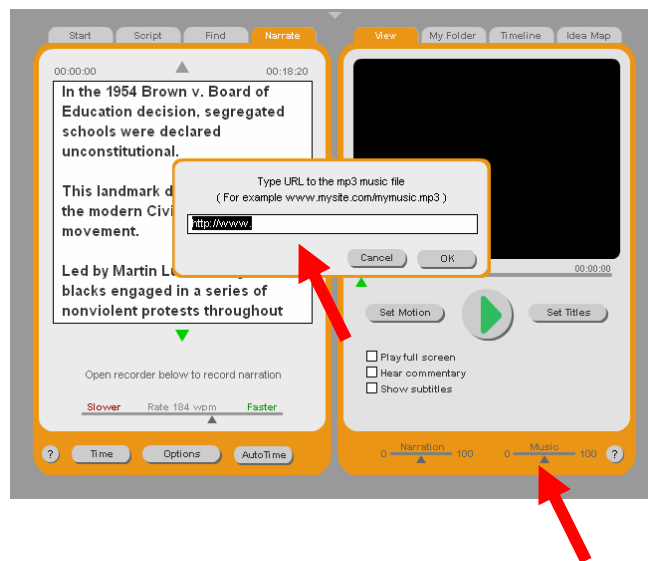 Start Script Find Narrate
View My Folder Timeline Idea Map
00:00:00 00:18:20
In the 1954 Brown v. Board of
Education decision, segregated
schools were declared
unconstitutional.
This landmark d
the modern Civi
movement.
Led by Martin L
blacks engaged in a series of
nonviolent protests throughout
Type URL to the mp3 music file
( For example www.mysite.com/mymusic.mp3 )
http://www.
Cancel OK
00:00:00
Set Motion Set Titles
Open recorder below to record narration
Slower Rate 184 wpm Faster
Play full screen
Hear commentary
Show subtitles
? Time Options AutoTime
Narration Music
0 100 0 100 ?